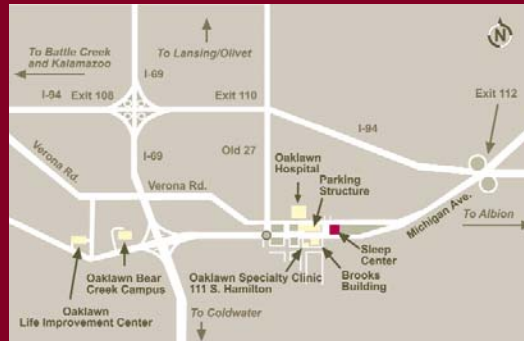 To Battle Creek
and Kalamazoo
To Lansing/Olivet
N
I-69
I-94
Exit 108
Exit 110
Exit 112
I-94
I-69
Old 27
Verona Rd.
Verona Rd.
Oaklawn
Hospital
Parking
Structure
Michigan Ave.
To Albion
Sleep
Center
Oaklawn Bear
Creek Campus
Oaklawn Specialty Clinic
111 S. Hamilton
Brooks
Building
Oaklawn
Life Improvement Center
To Coldwater